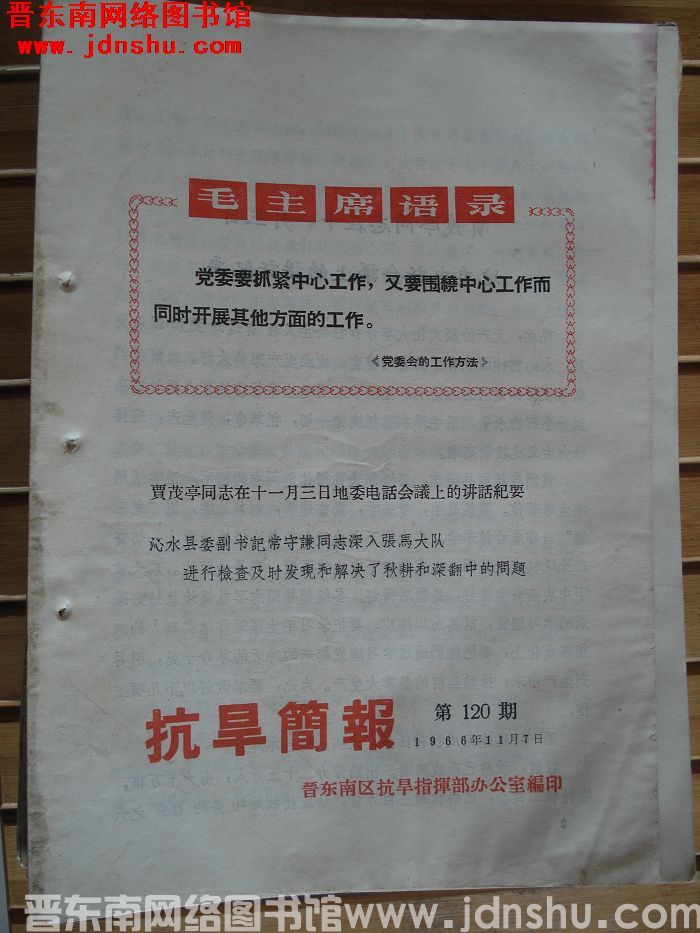 晋东南网络图书馆
www.jdnshu.com
毛主席语录
党委要抓紧中心工作，又要围繞中心工作而
同时开展其他方面的工作。
《党委会的工作方法》
賈茂亭同志在十一月三日地委电話会議上的讲話紀要
沁水县委副书記常守謙同志深入張馬大队
进行檢查及时发現和解决了秋耕和深翻中的問題
抗旱簡報
第120期
1966年11月7日
晋东南区抗旱指揮部办公室編印
晋东南网络图书馆www.jdnshu.com